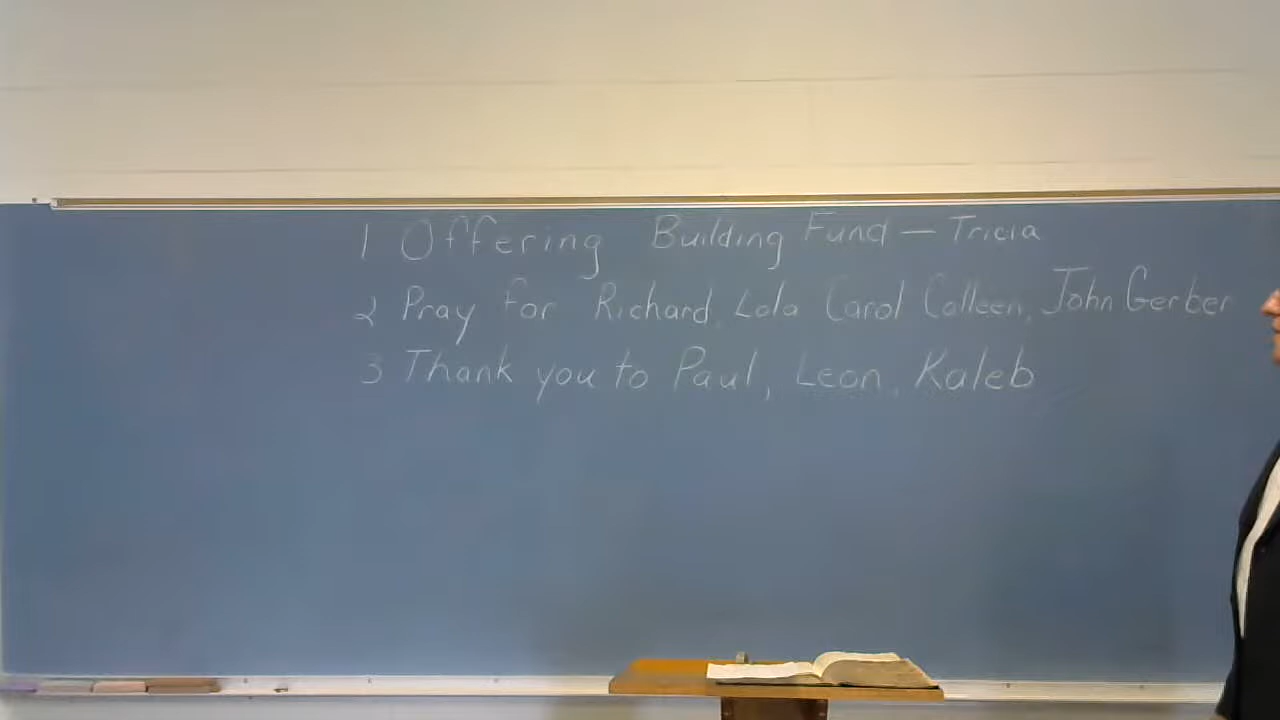 1 Offering Building Fund — Tricia
2 Pray for Richard, Lola Carol Colleen, John Gerber
3 Thank you to Paul, Leon, Kaleb